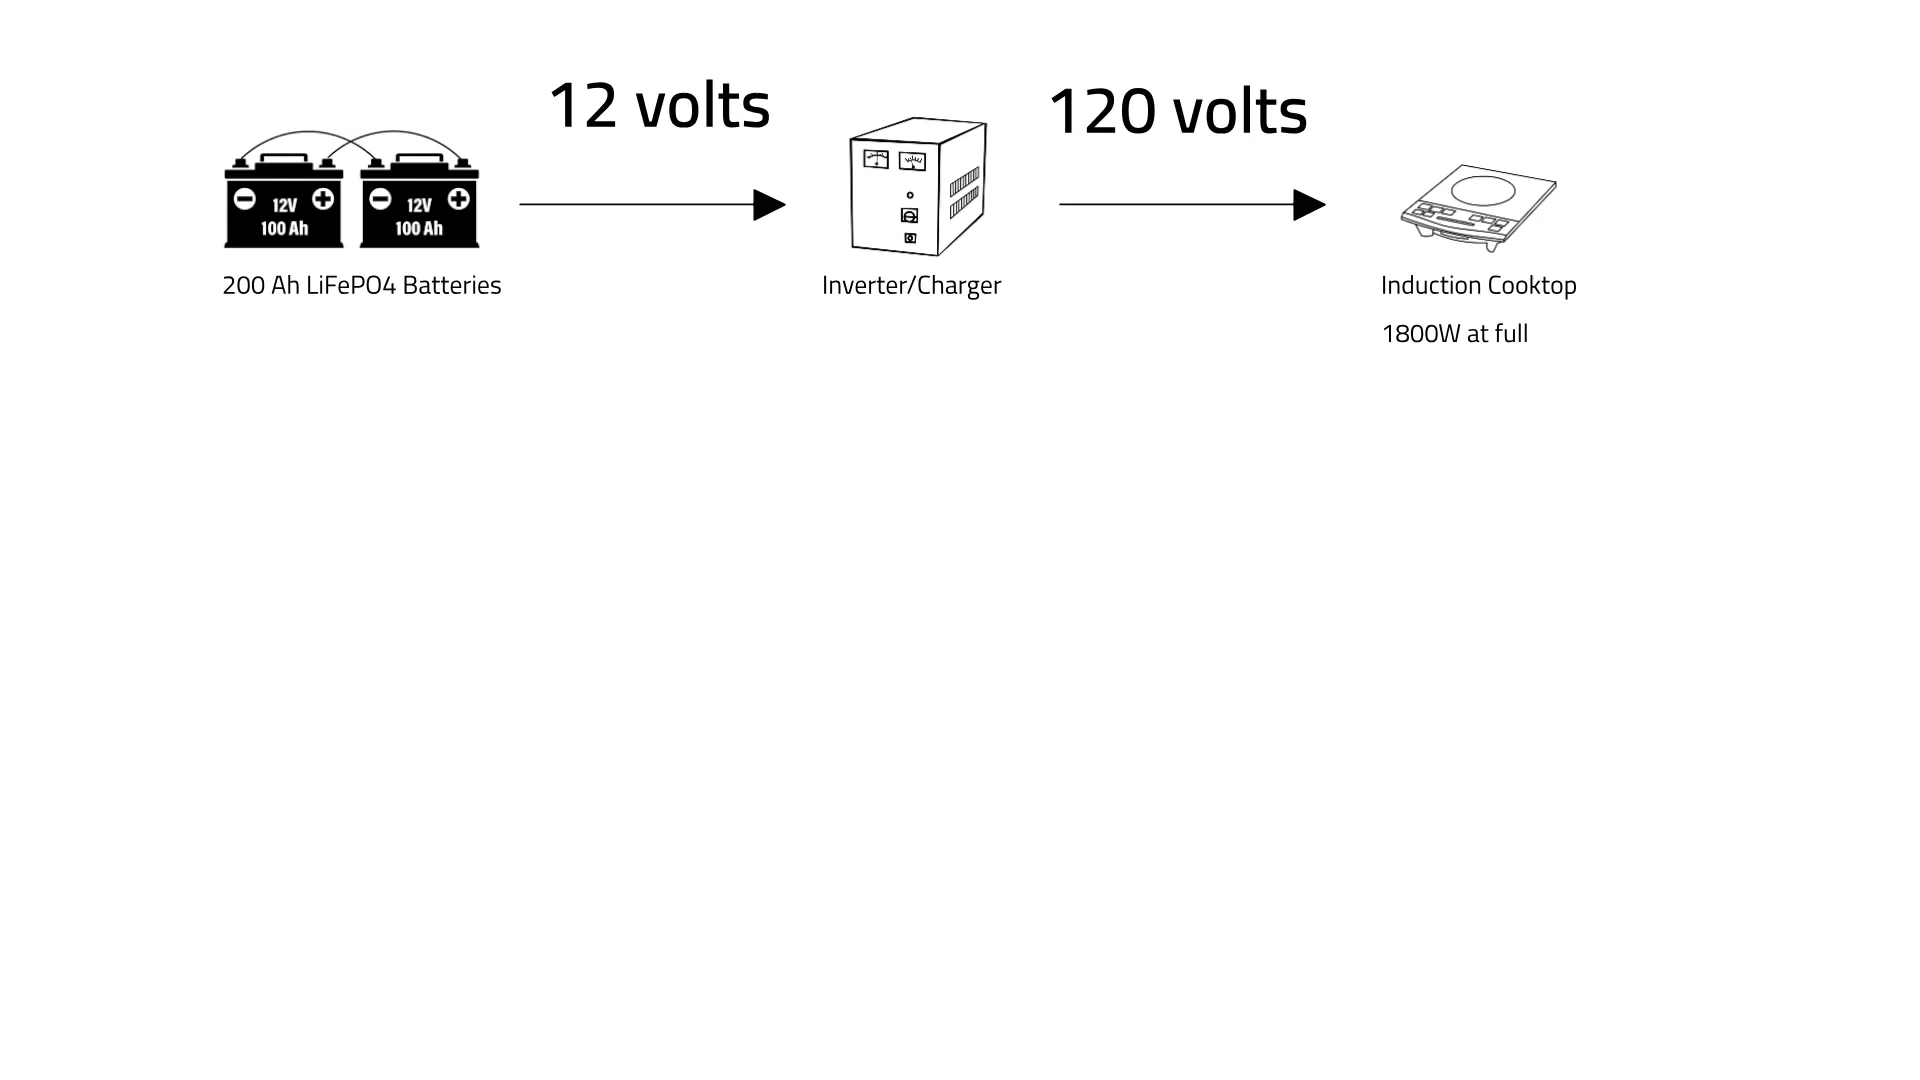 12 volts
120 volts
12V
100 Ah
12V
100 Ah
200 Ah LiFePO4 Batteries
Inverter/Charger
Induction Cooktop
1800W at full